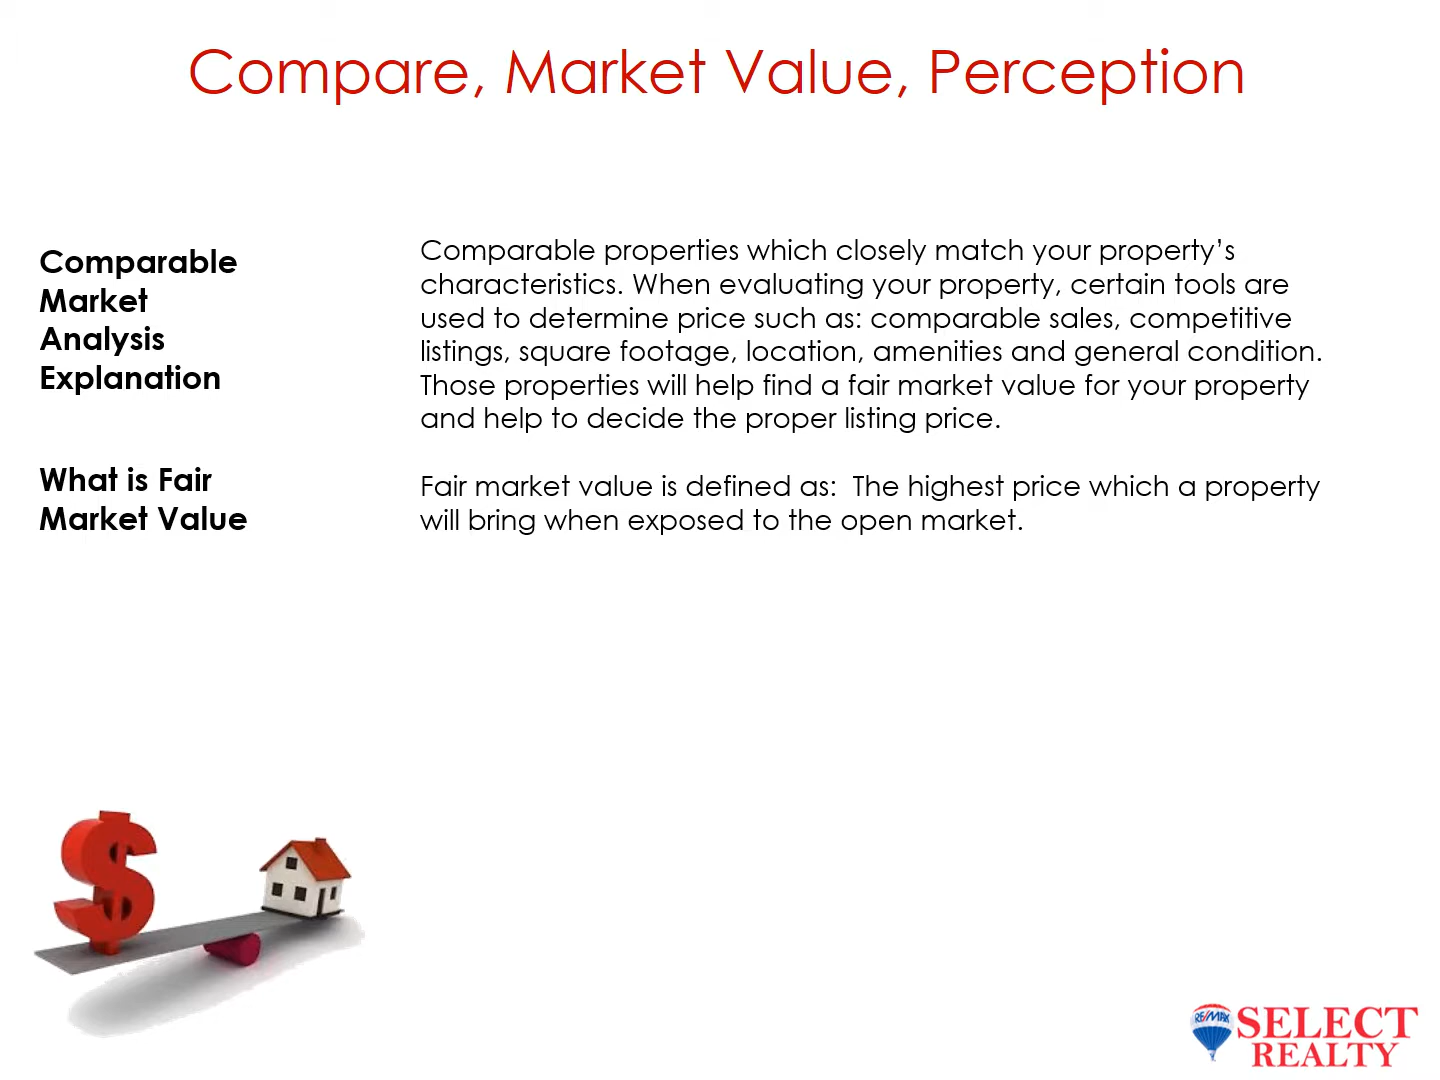 Compare, Market Value, Perception
Comparable
Market
Analysis
Explanation
Comparable properties which closely match your property’s
characteristics. When evaluating your property, certain tools are
used to determine price such as: comparable sales, competitive
listings, square footage, location, amenities and general condition.
Those properties will help find a fair market value for your property
and help to decide the proper listing price.
What is Fair
Market Value
Fair market value is defined as:  The highest price which a property
will bring when exposed to the open market.
$
RE/MAX
SELECT
REALTY